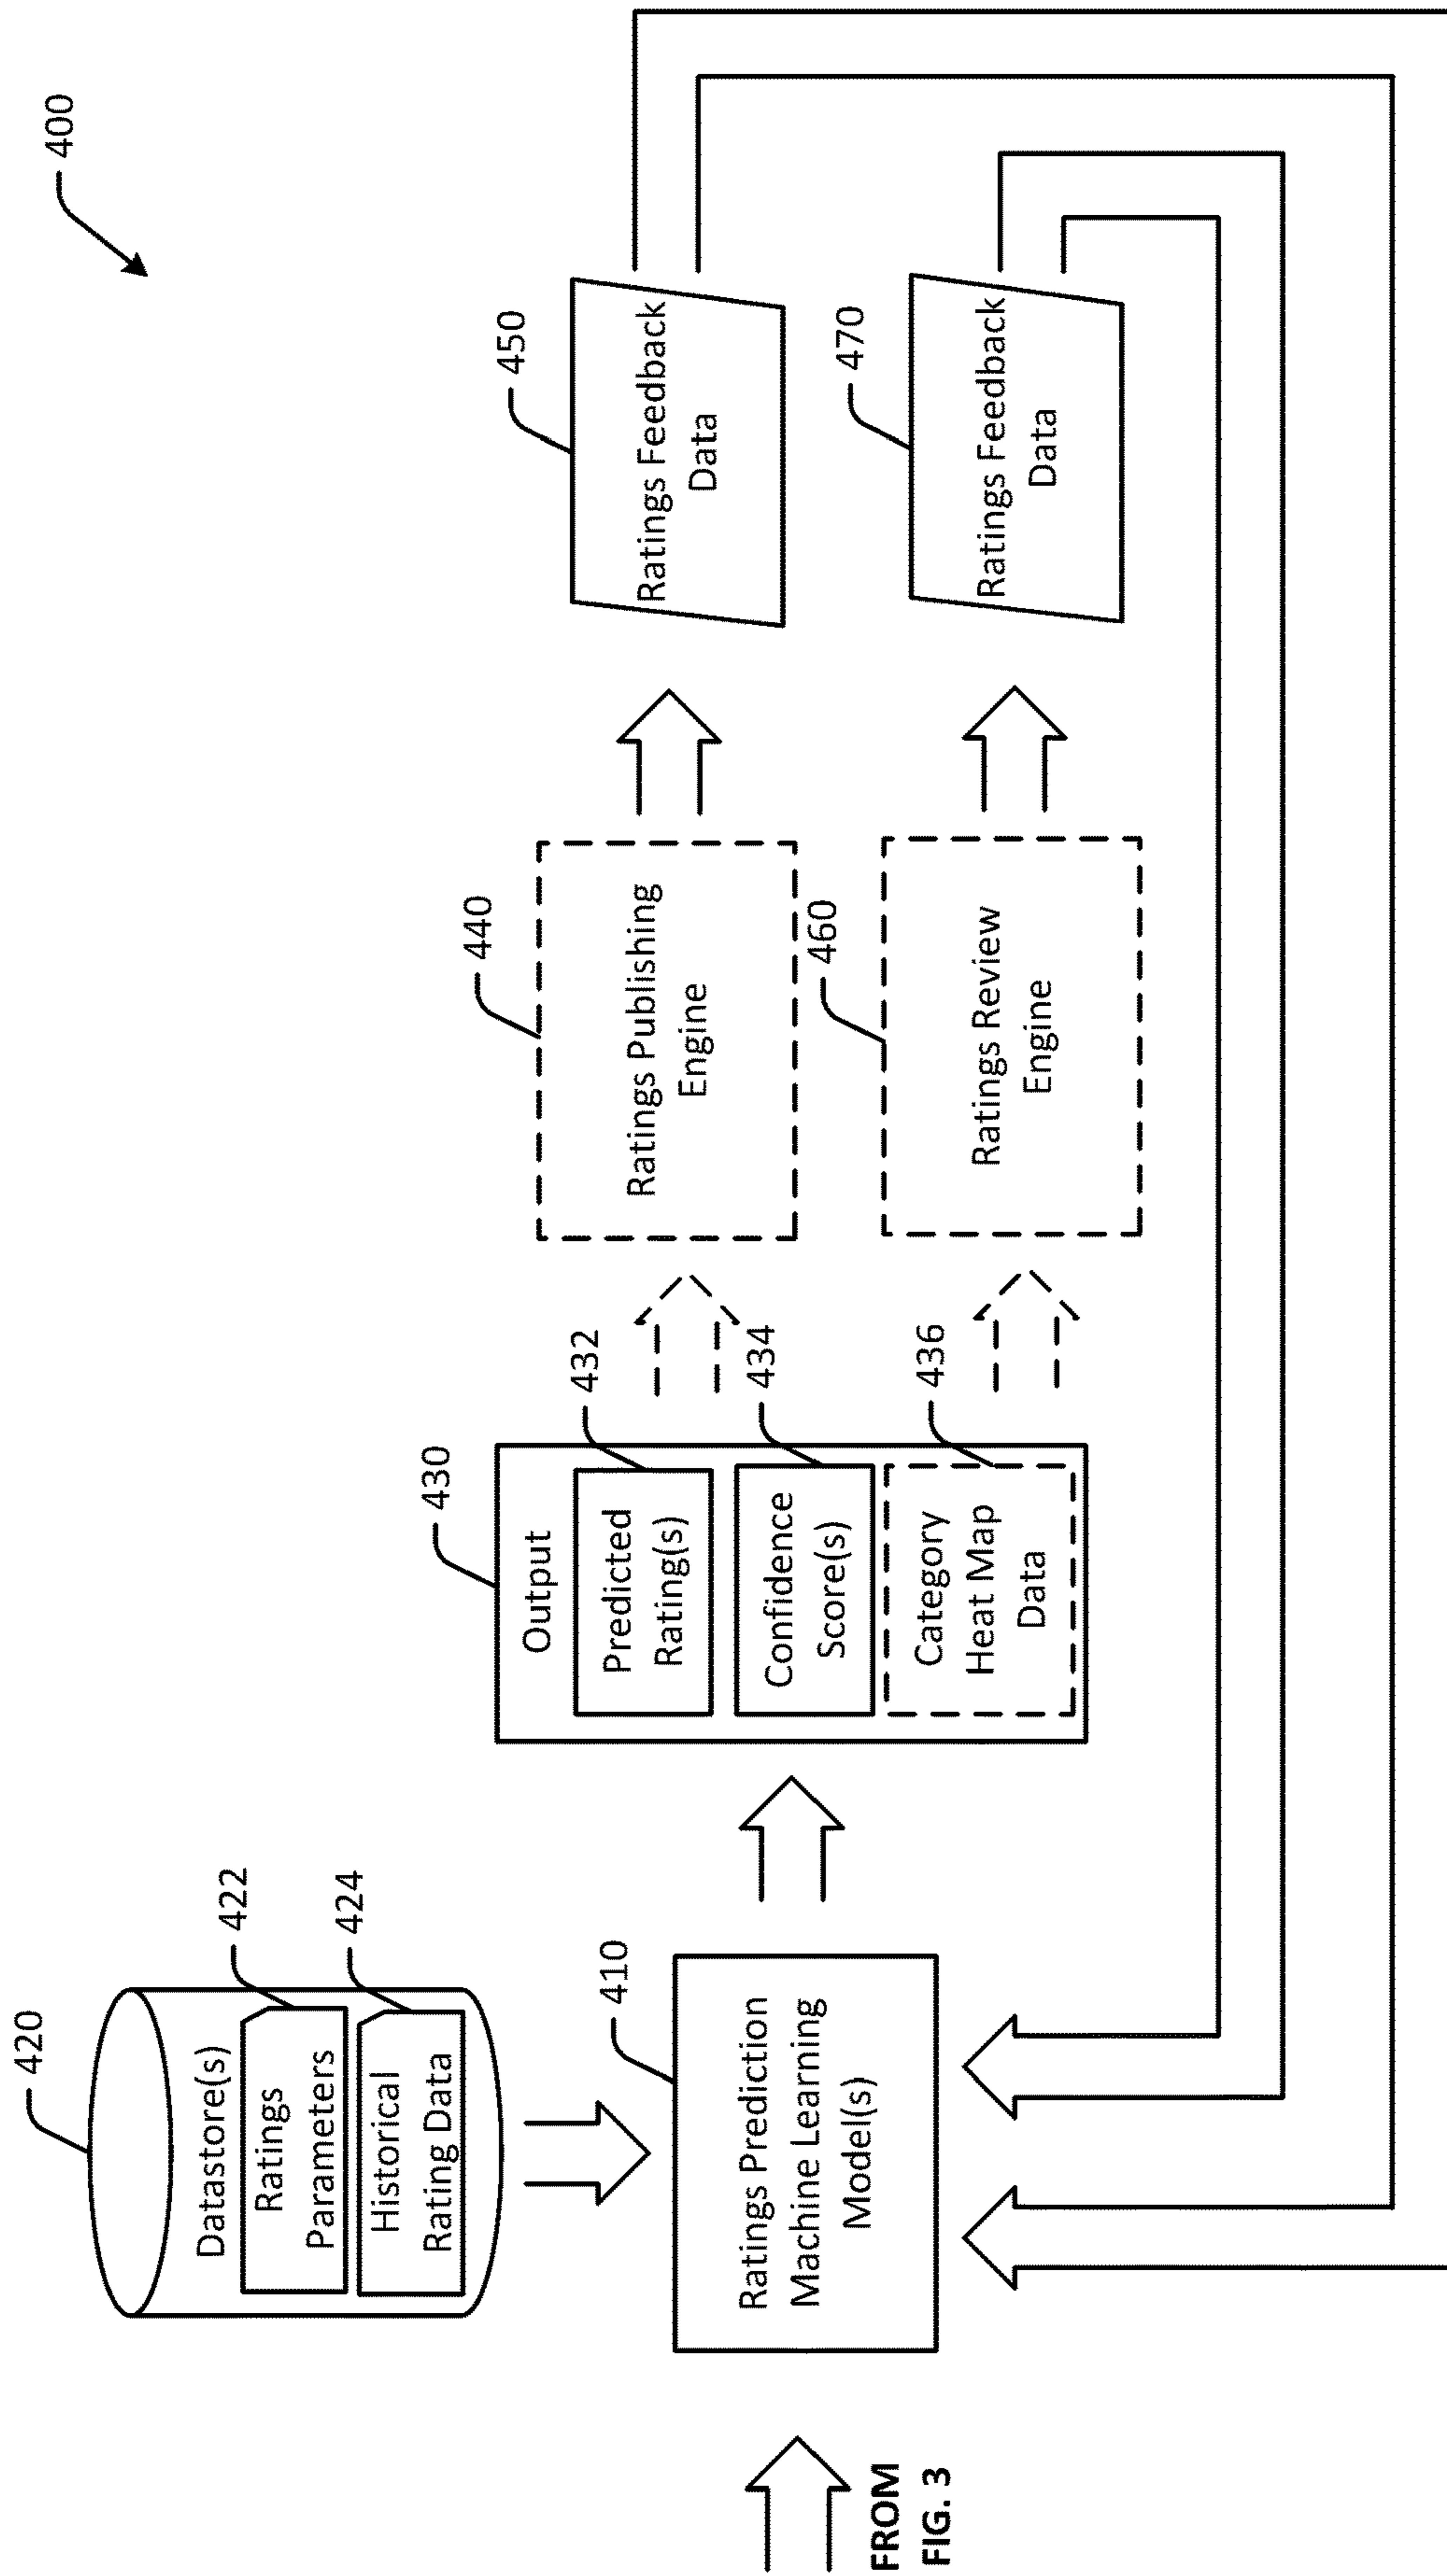 400
420
Datastore(s)
422
Ratings
Parameters
424
Historical
Rating Data
FROM
FIG. 3
410
Ratings Prediction
Machine Learning
Model(s)
430
Output
432
Predicted
Rating(s)
434
Confidence
Score(s)
436
Category
Heat Map
Data
440
Ratings Publishing
Engine
450
Ratings Feedback
Data
460
Ratings Review
Engine
470
Ratings Feedback
Data